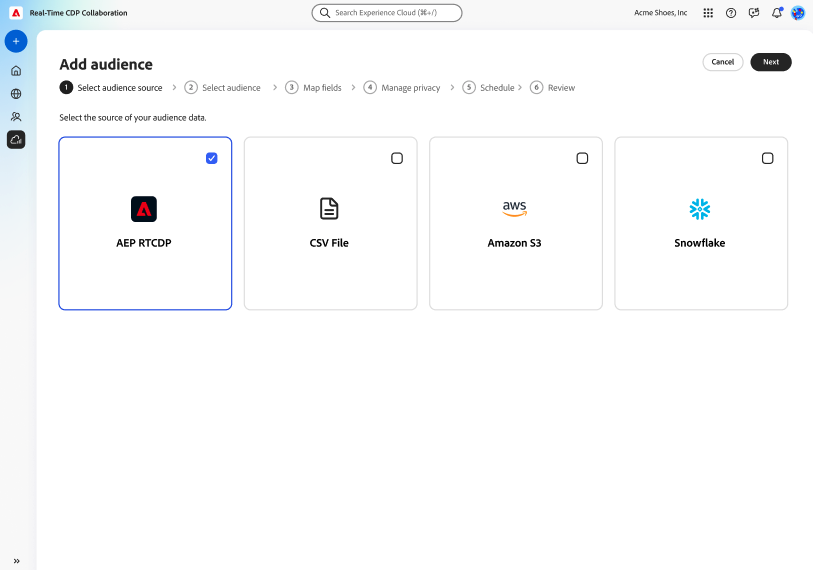 Real-Time CDP Collaboration
Search Experience Cloud (⌘+/)
Acme Shoes, Inc
Add audience
Cancel
Next
1 Select audience source > 2 Select audience > 3 Map fields > 4 Manage privacy > 5 Schedule > 6 Review
Select the source of your audience data.
AEP RTCDP
CSV File
aws
Amazon S3
Snowflake